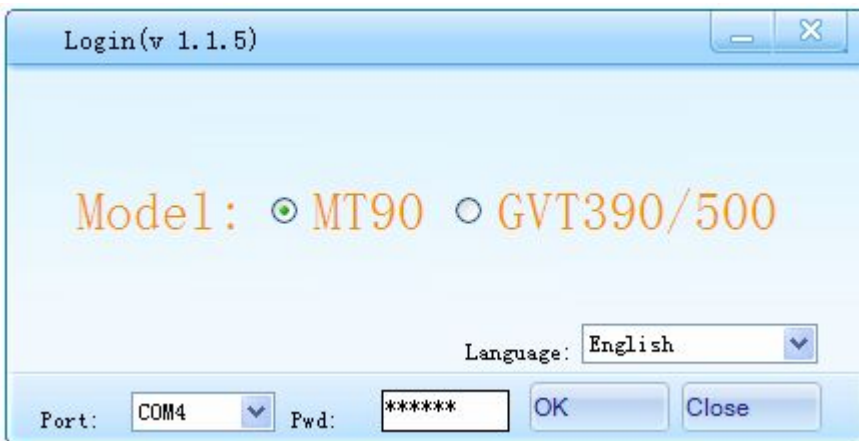 Login(v 1.1.5)
Model: MT90 GVT390/500
Language: English
Port: COM4 Pwd: ****** OK Close